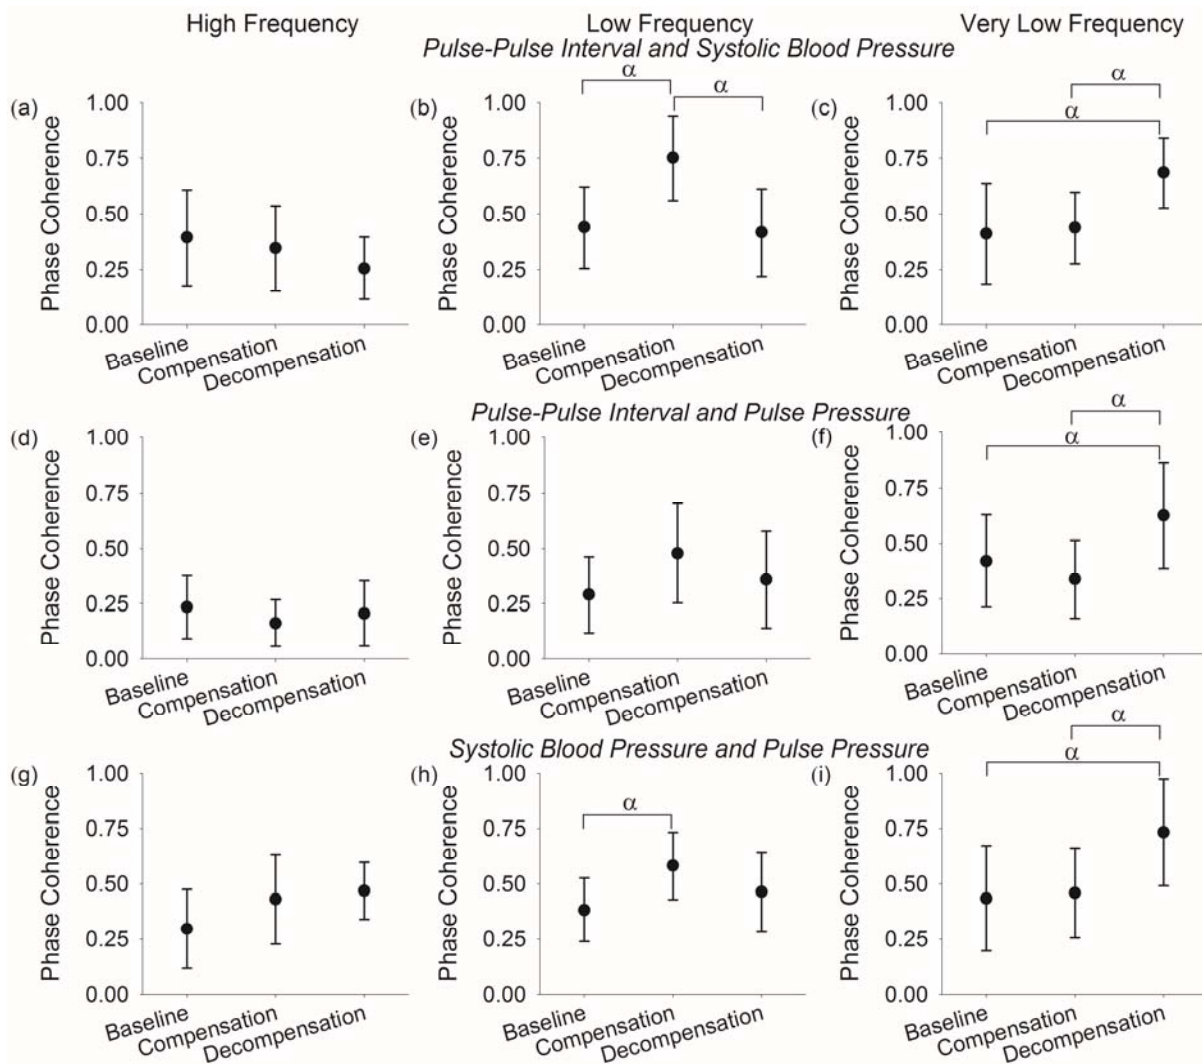 High Frequency
Low Frequency
Very Low Frequency
Pulse-Pulse Interval and Systolic Blood Pressure
(a)
Phase Coherence
1.00
0.75
0.50
0.25
0.00
Baseline
Compensation
Decompensation
(b)
Phase Coherence
1.00
0.75
0.50
0.25
0.00
α
α
Baseline
Compensation
Decompensation
(c)
Phase Coherence
1.00
0.75
0.50
0.25
0.00
α
α
Baseline
Compensation
Decompensation
Pulse-Pulse Interval and Pulse Pressure
(d)
Phase Coherence
1.00
0.75
0.50
0.25
0.00
Baseline
Compensation
Decompensation
(e)
Phase Coherence
1.00
0.75
0.50
0.25
0.00
Baseline
Compensation
Decompensation
(f)
Phase Coherence
1.00
0.75
0.50
0.25
0.00
α
α
Baseline
Compensation
Decompensation
Systolic Blood Pressure and Pulse Pressure
(g)
Phase Coherence
1.00
0.75
0.50
0.25
0.00
Baseline
Compensation
Decompensation
(h)
Phase Coherence
1.00
0.75
0.50
0.25
0.00
α
Baseline
Compensation
Decompensation
(i)
Phase Coherence
1.00
0.75
0.50
0.25
0.00
α
α
Baseline
Compensation
Decompensation